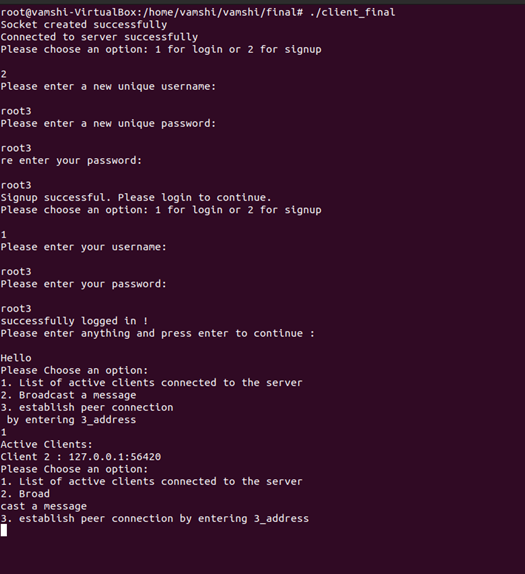 root@vamshi-VirtualBox:/home/vamshi/vamshi/final# ./client_final
Socket created successfully
Connected to server successfully
Please choose an option: 1 for login or 2 for signup
2
Please enter a new unique username:
root3
Please enter a new unique password:
root3
re enter your password:
root3
Signup successful. Please login to continue.
Please choose an option: 1 for login or 2 for signup
1
Please enter your username:
root3
Please enter your password:
root3
successfully logged in !
Please enter anything and press enter to continue :
Hello
Please Choose an option:
1. List of active clients connected to the server
2. Broadcast a message
3. establish peer connection
 by entering 3_address
1
Active Clients:
Client 2 : 127.0.0.1:56420
Please Choose an option:
1. List of active clients connected to the server
2. Broad
cast a message
3. establish peer connection by entering 3_address